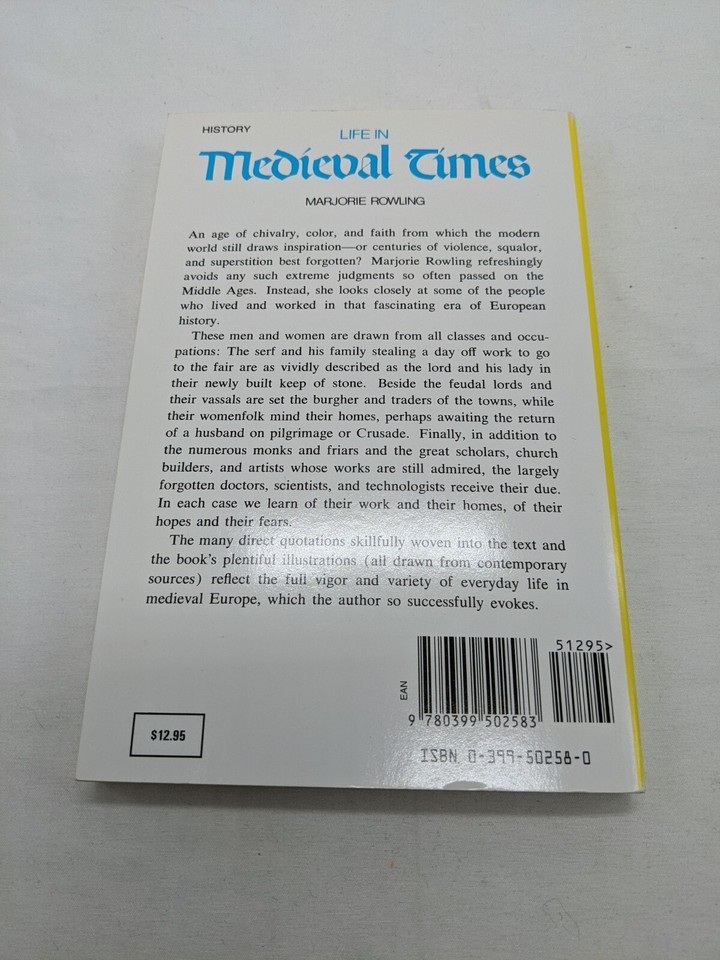 HISTORY
LIFE IN
Medieval Times
MARJORIE ROWLING
An age of chivalry, color, and faith from which the modern
world still draws inspiration—or centuries of violence, squalor,
and superstition best forgotten? Marjorie Rowling refreshingly
avoids any such extreme judgments so often passed on the
Middle Ages. Instead, she looks closely at some of the people
who lived and worked in that fascinating era of European
history.
These men and women are drawn from all classes and occu-
pations: The serf and his family stealing a day off work to go
to the fair are as vividly described as the lord and his lady in
their newly built keep of stone. Beside the feudal lords and
their vassals are set the burgher and traders of the towns, while
their womenfolk mind their homes, perhaps awaiting the return
of a husband on pilgrimage or Crusade. Finally, in addition to
the numerous monks and friars and the great scholars, church
builders, and artists whose works are still admired, the largely
forgotten doctors, scientists, and technologists receive their due.
In each case we learn of their work and their homes, of their
hopes and their fears.
The many direct quotations skillfully woven into the text and
the book's plentiful illustrations (all drawn from contemporary
sources) reflect the full vigor and variety of everyday life in
medieval Europe, which the author so successfully evokes.
51295>
EAN
9 780399 502583
$12.95
ISBN 0-399-50258-0